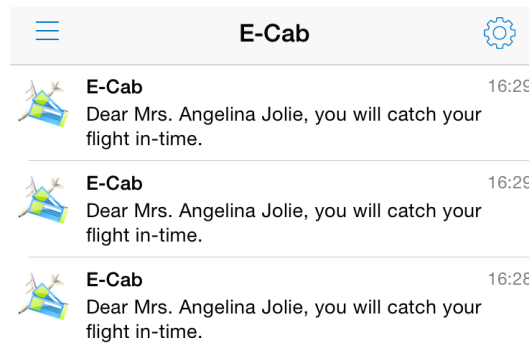 E-Cab
E-Cab 16:29
Dear Mrs. Angelina Jolie, you will catch your
flight in-time.
E-Cab 16:29
Dear Mrs. Angelina Jolie, you will catch your
flight in-time.
E-Cab 16:28
Dear Mrs. Angelina Jolie, you will catch your
flight in-time.